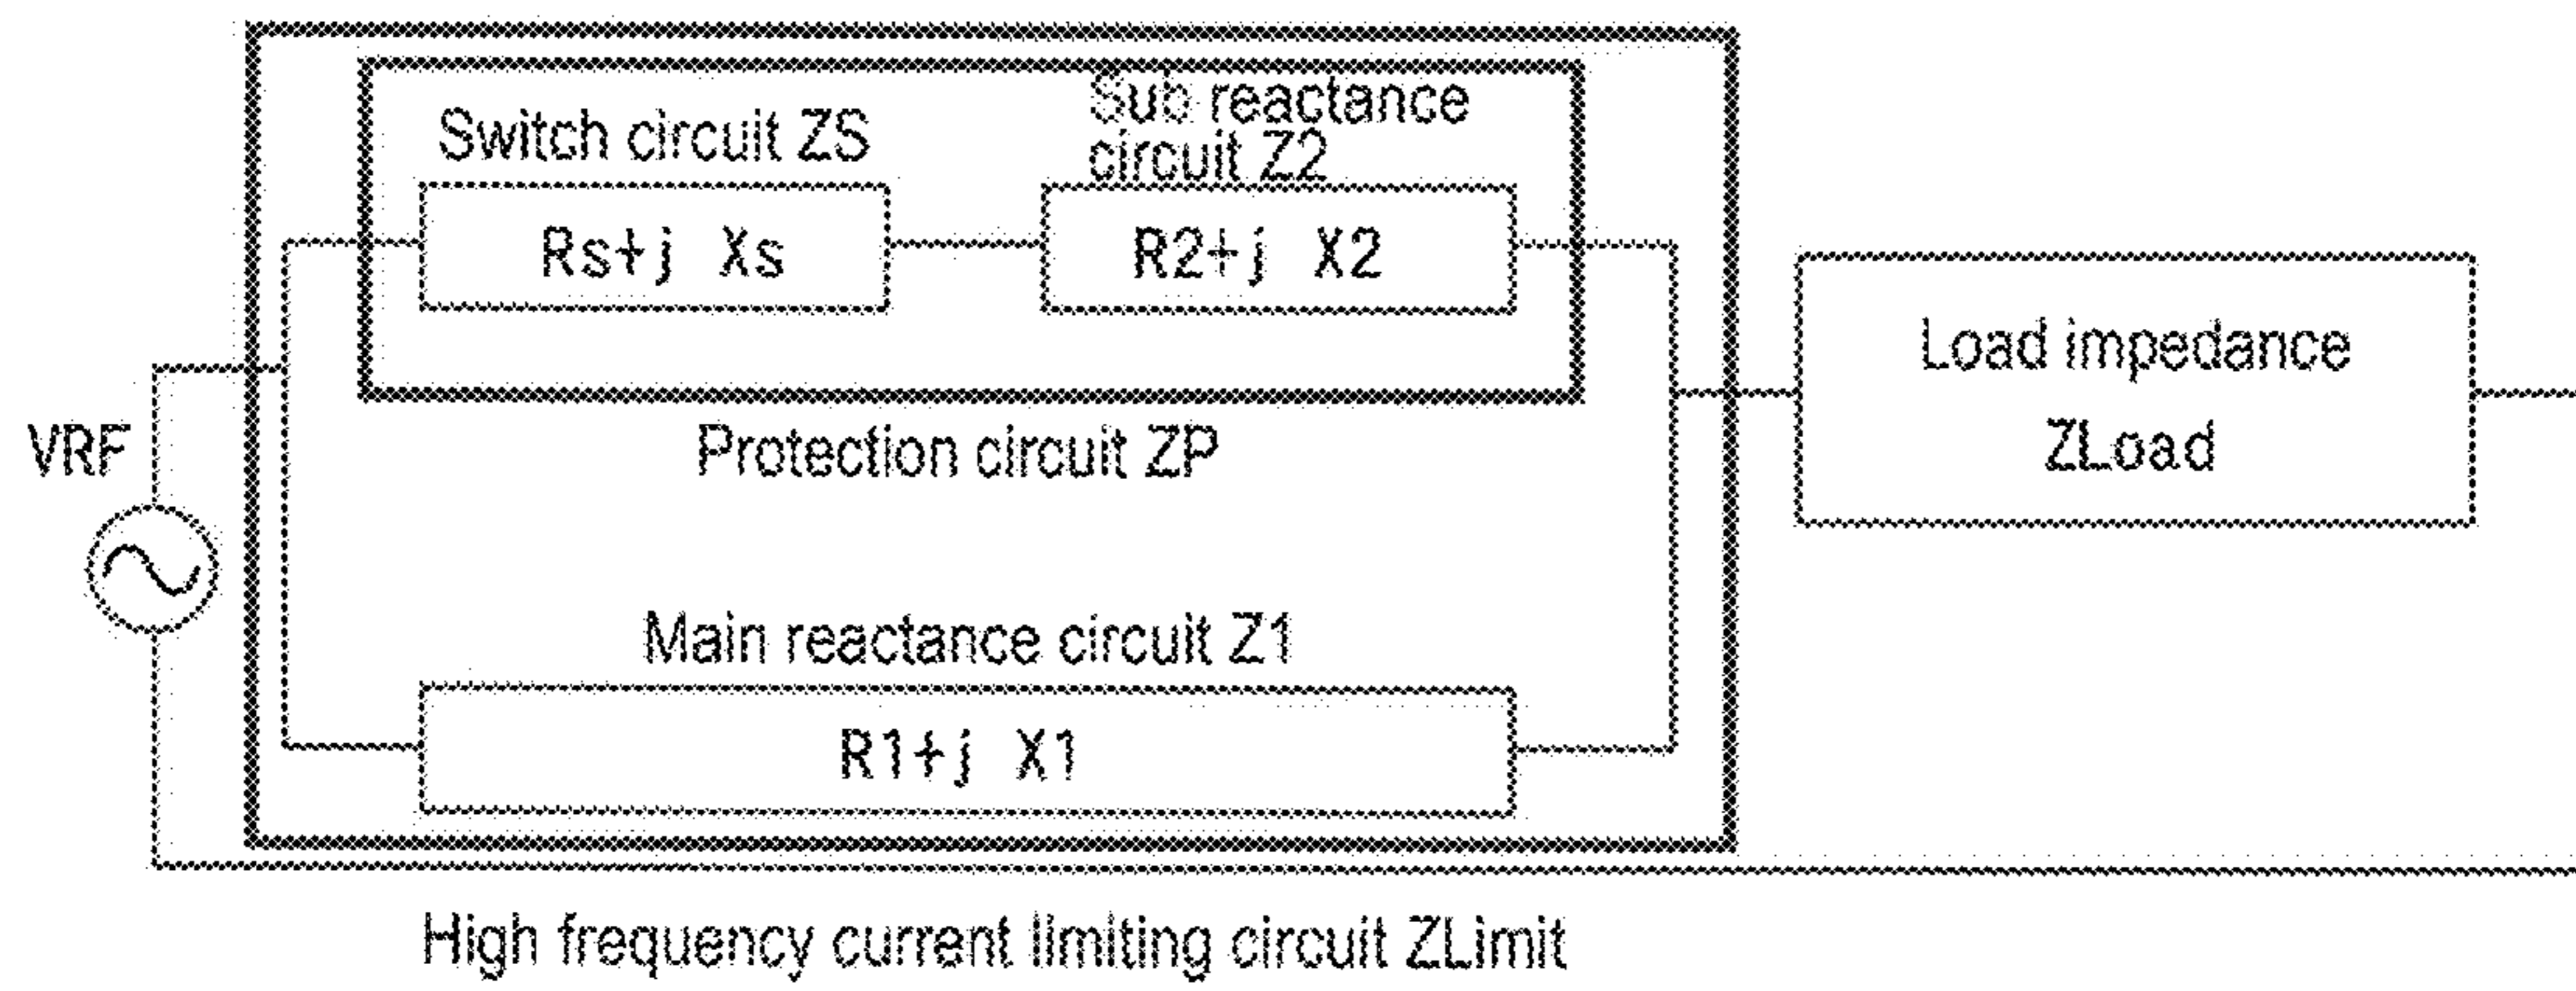 Switch circuit ZS
Sub reactance
circuit Z2
Rs+j Xs
R2+j X2
Load impedance
ZLoad
VRF
Protection circuit ZP
Main reactance circuit Z1
R1+j X1
High frequency current limiting circuit ZLimit